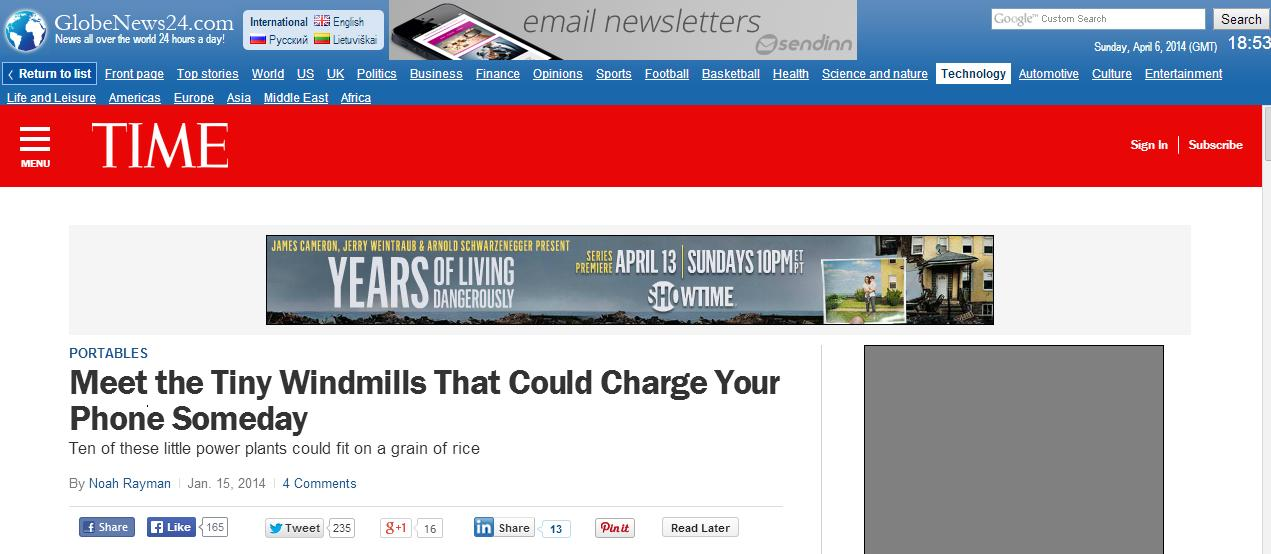 GlobeNews24.com
News all over the world 24 hours a day!
International English
Русский Lietuviškai
email newsletters
sendinn
Google™ Custom Search
Search
Sunday, April 6, 2014 (GMT) 18:53
‹ Return to list Front page Top stories World US UK Politics Business Finance Opinions Sports Football Basketball Health Science and nature Technology Automotive Culture Entertainment
Life and Leisure Americas Europe Asia Middle East Africa
MENU
TIME
Sign In | Subscribe
JAMES CAMERON, JERRY WEINTRAUB & ARNOLD SCHWARZENEGGER PRESENT
YEARS OF LIVING DANGEROUSLY
SERIES PREMIERE APRIL 13 | SUNDAYS 10PM ET PT
SHOWTIME
PORTABLES
Meet the Tiny Windmills That Could Charge Your
Phone Someday
Ten of these little power plants could fit on a grain of rice
By Noah Rayman | Jan. 15, 2014 | 4 Comments
Share Like 165 Tweet 235 g+1 16 in Share 13 Pin it Read Later